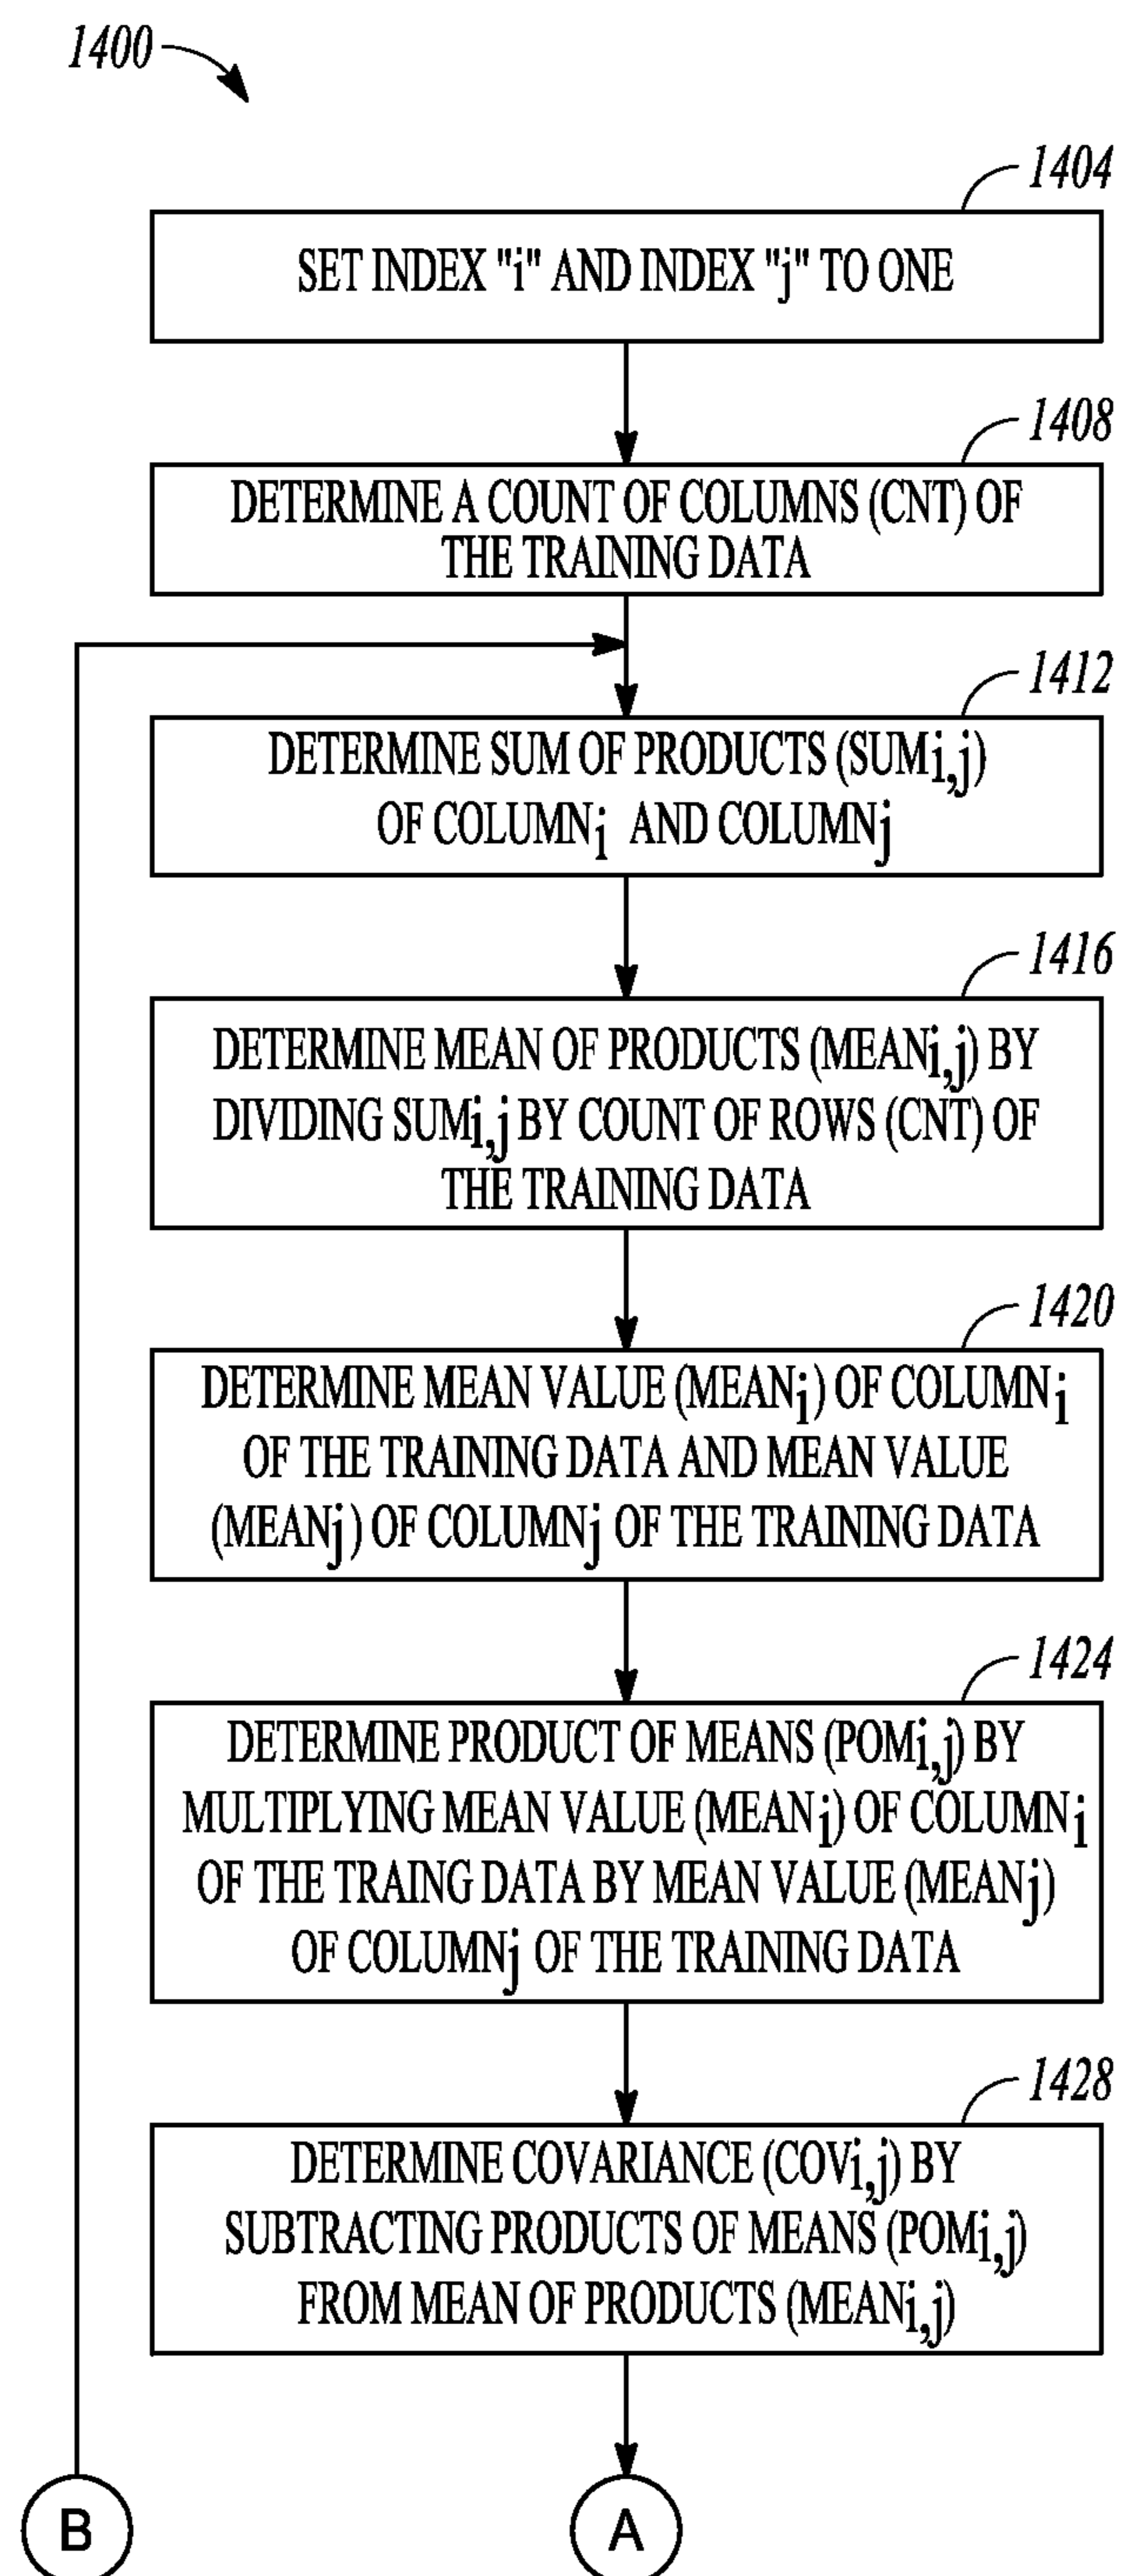 1400
1404
SET INDEX "i" AND INDEX "j" TO ONE
1408
DETERMINE A COUNT OF COLUMNS (CNT) OF
THE TRAINING DATA
1412
DETERMINE SUM OF PRODUCTS (SUMi,j)
OF COLUMNi AND COLUMNj
1416
DETERMINE MEAN OF PRODUCTS (MEANi,j) BY
DIVIDING SUMi,j BY COUNT OF ROWS (CNT) OF
THE TRAINING DATA
1420
DETERMINE MEAN VALUE (MEANi) OF COLUMNi
OF THE TRAINING DATA AND MEAN VALUE
(MEANj) OF COLUMNj OF THE TRAINING DATA
1424
DETERMINE PRODUCT OF MEANS (POMi,j) BY
MULTIPLYING MEAN VALUE (MEANi) OF COLUMNi
OF THE TRAING DATA BY MEAN VALUE (MEANj)
OF COLUMNj OF THE TRAINING DATA
1428
DETERMINE COVARIANCE (COVi,j) BY
SUBTRACTING PRODUCTS OF MEANS (POMi,j)
FROM MEAN OF PRODUCTS (MEANi,j)
B
A